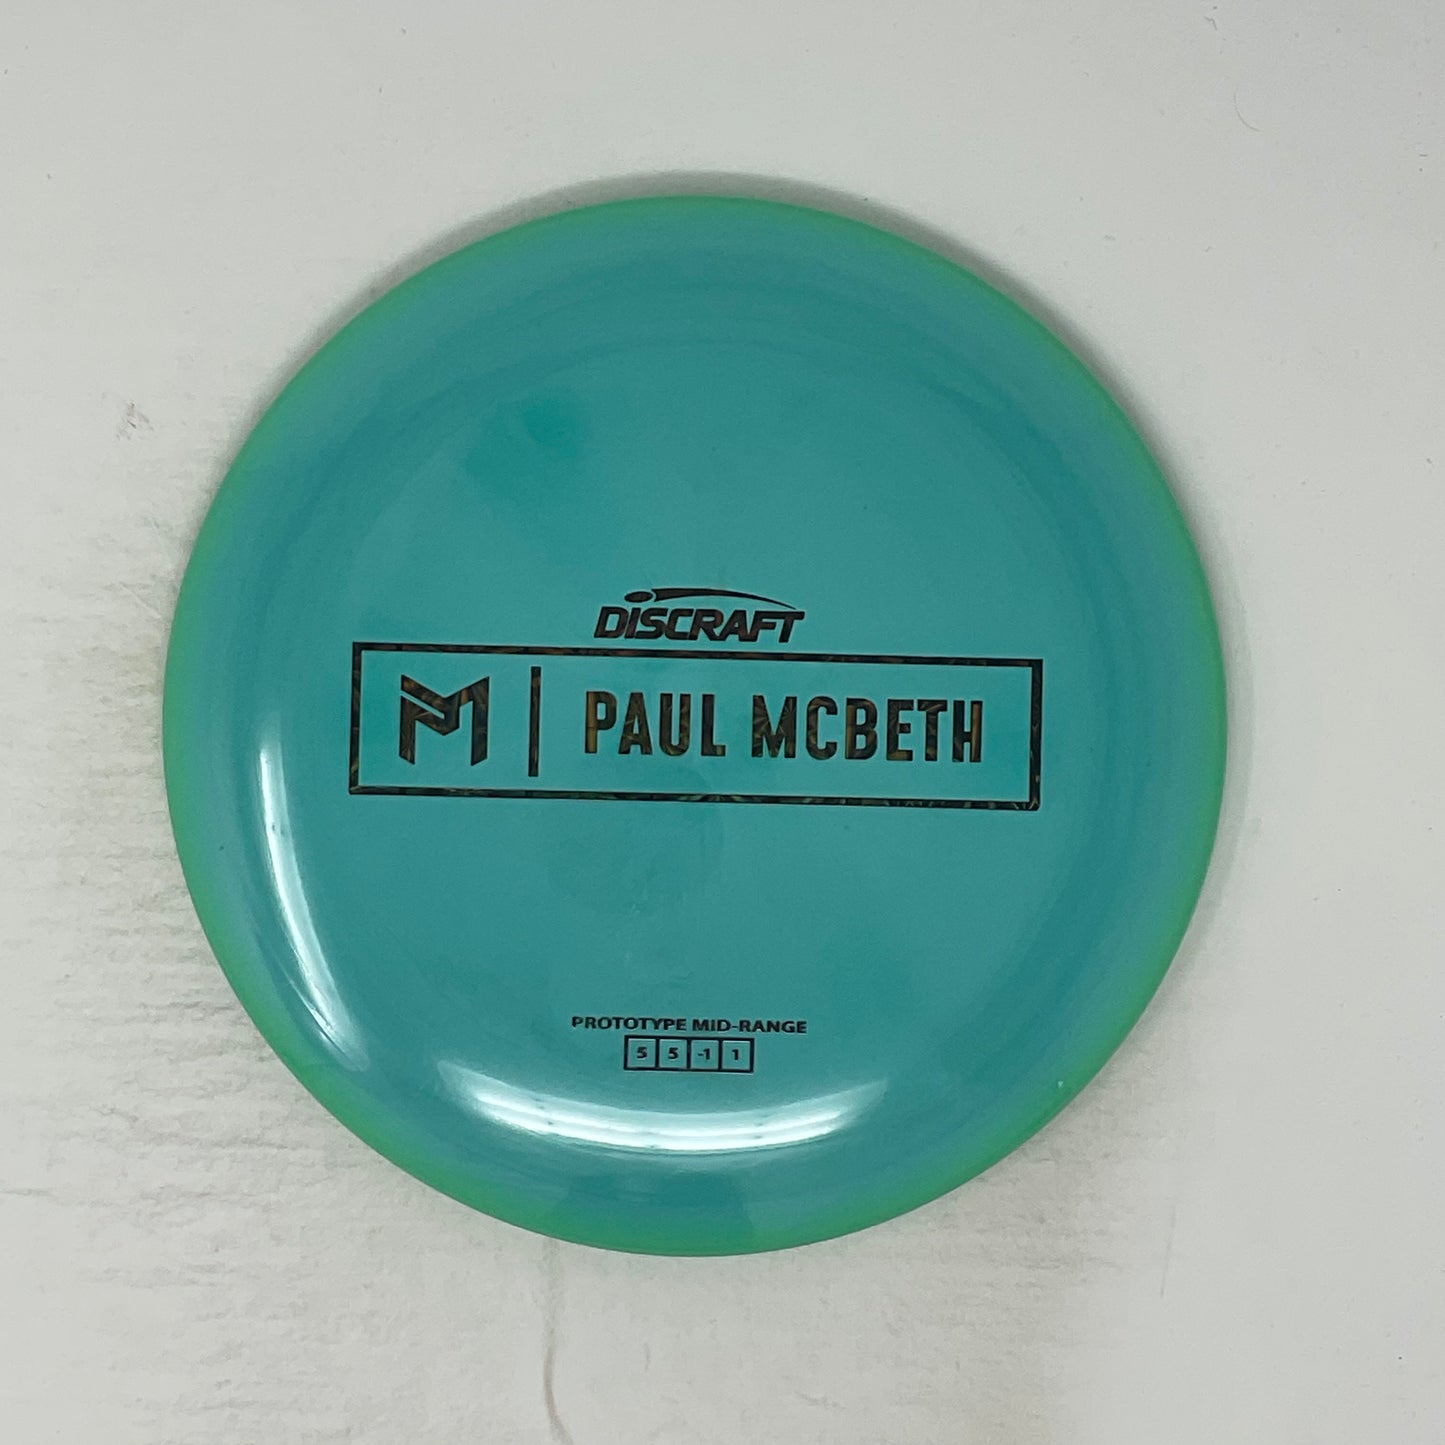 DISCRAFT
M | PAUL MCBETH
PROTOTYPE MID-RANGE
5 5 -1 1